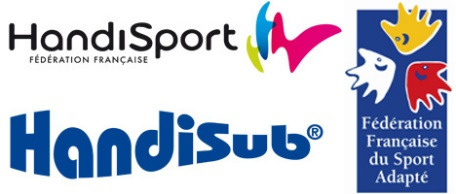 HandiSport
FÉDÉRATION FRANÇAISE
HandiSub®
Fédération
Française
du Sport
Adapté